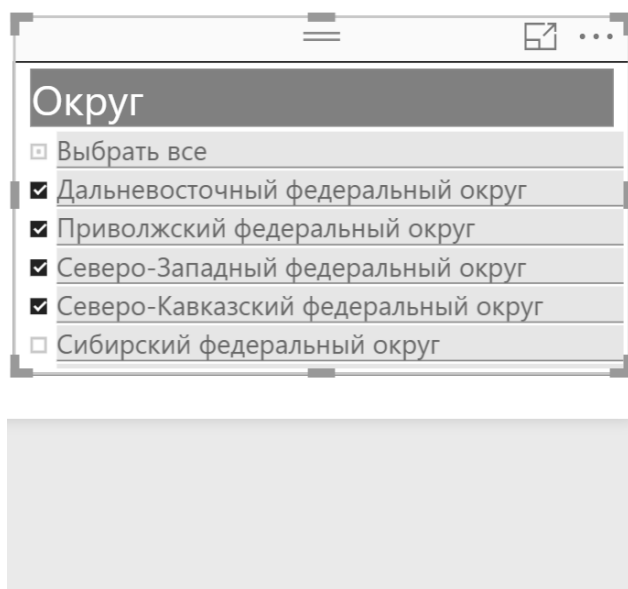 Округ
Выбрать все
Дальневосточный федеральный округ
Приволжский федеральный округ
Северо-Западный федеральный округ
Северо-Кавказский федеральный округ
Сибирский федеральный округ